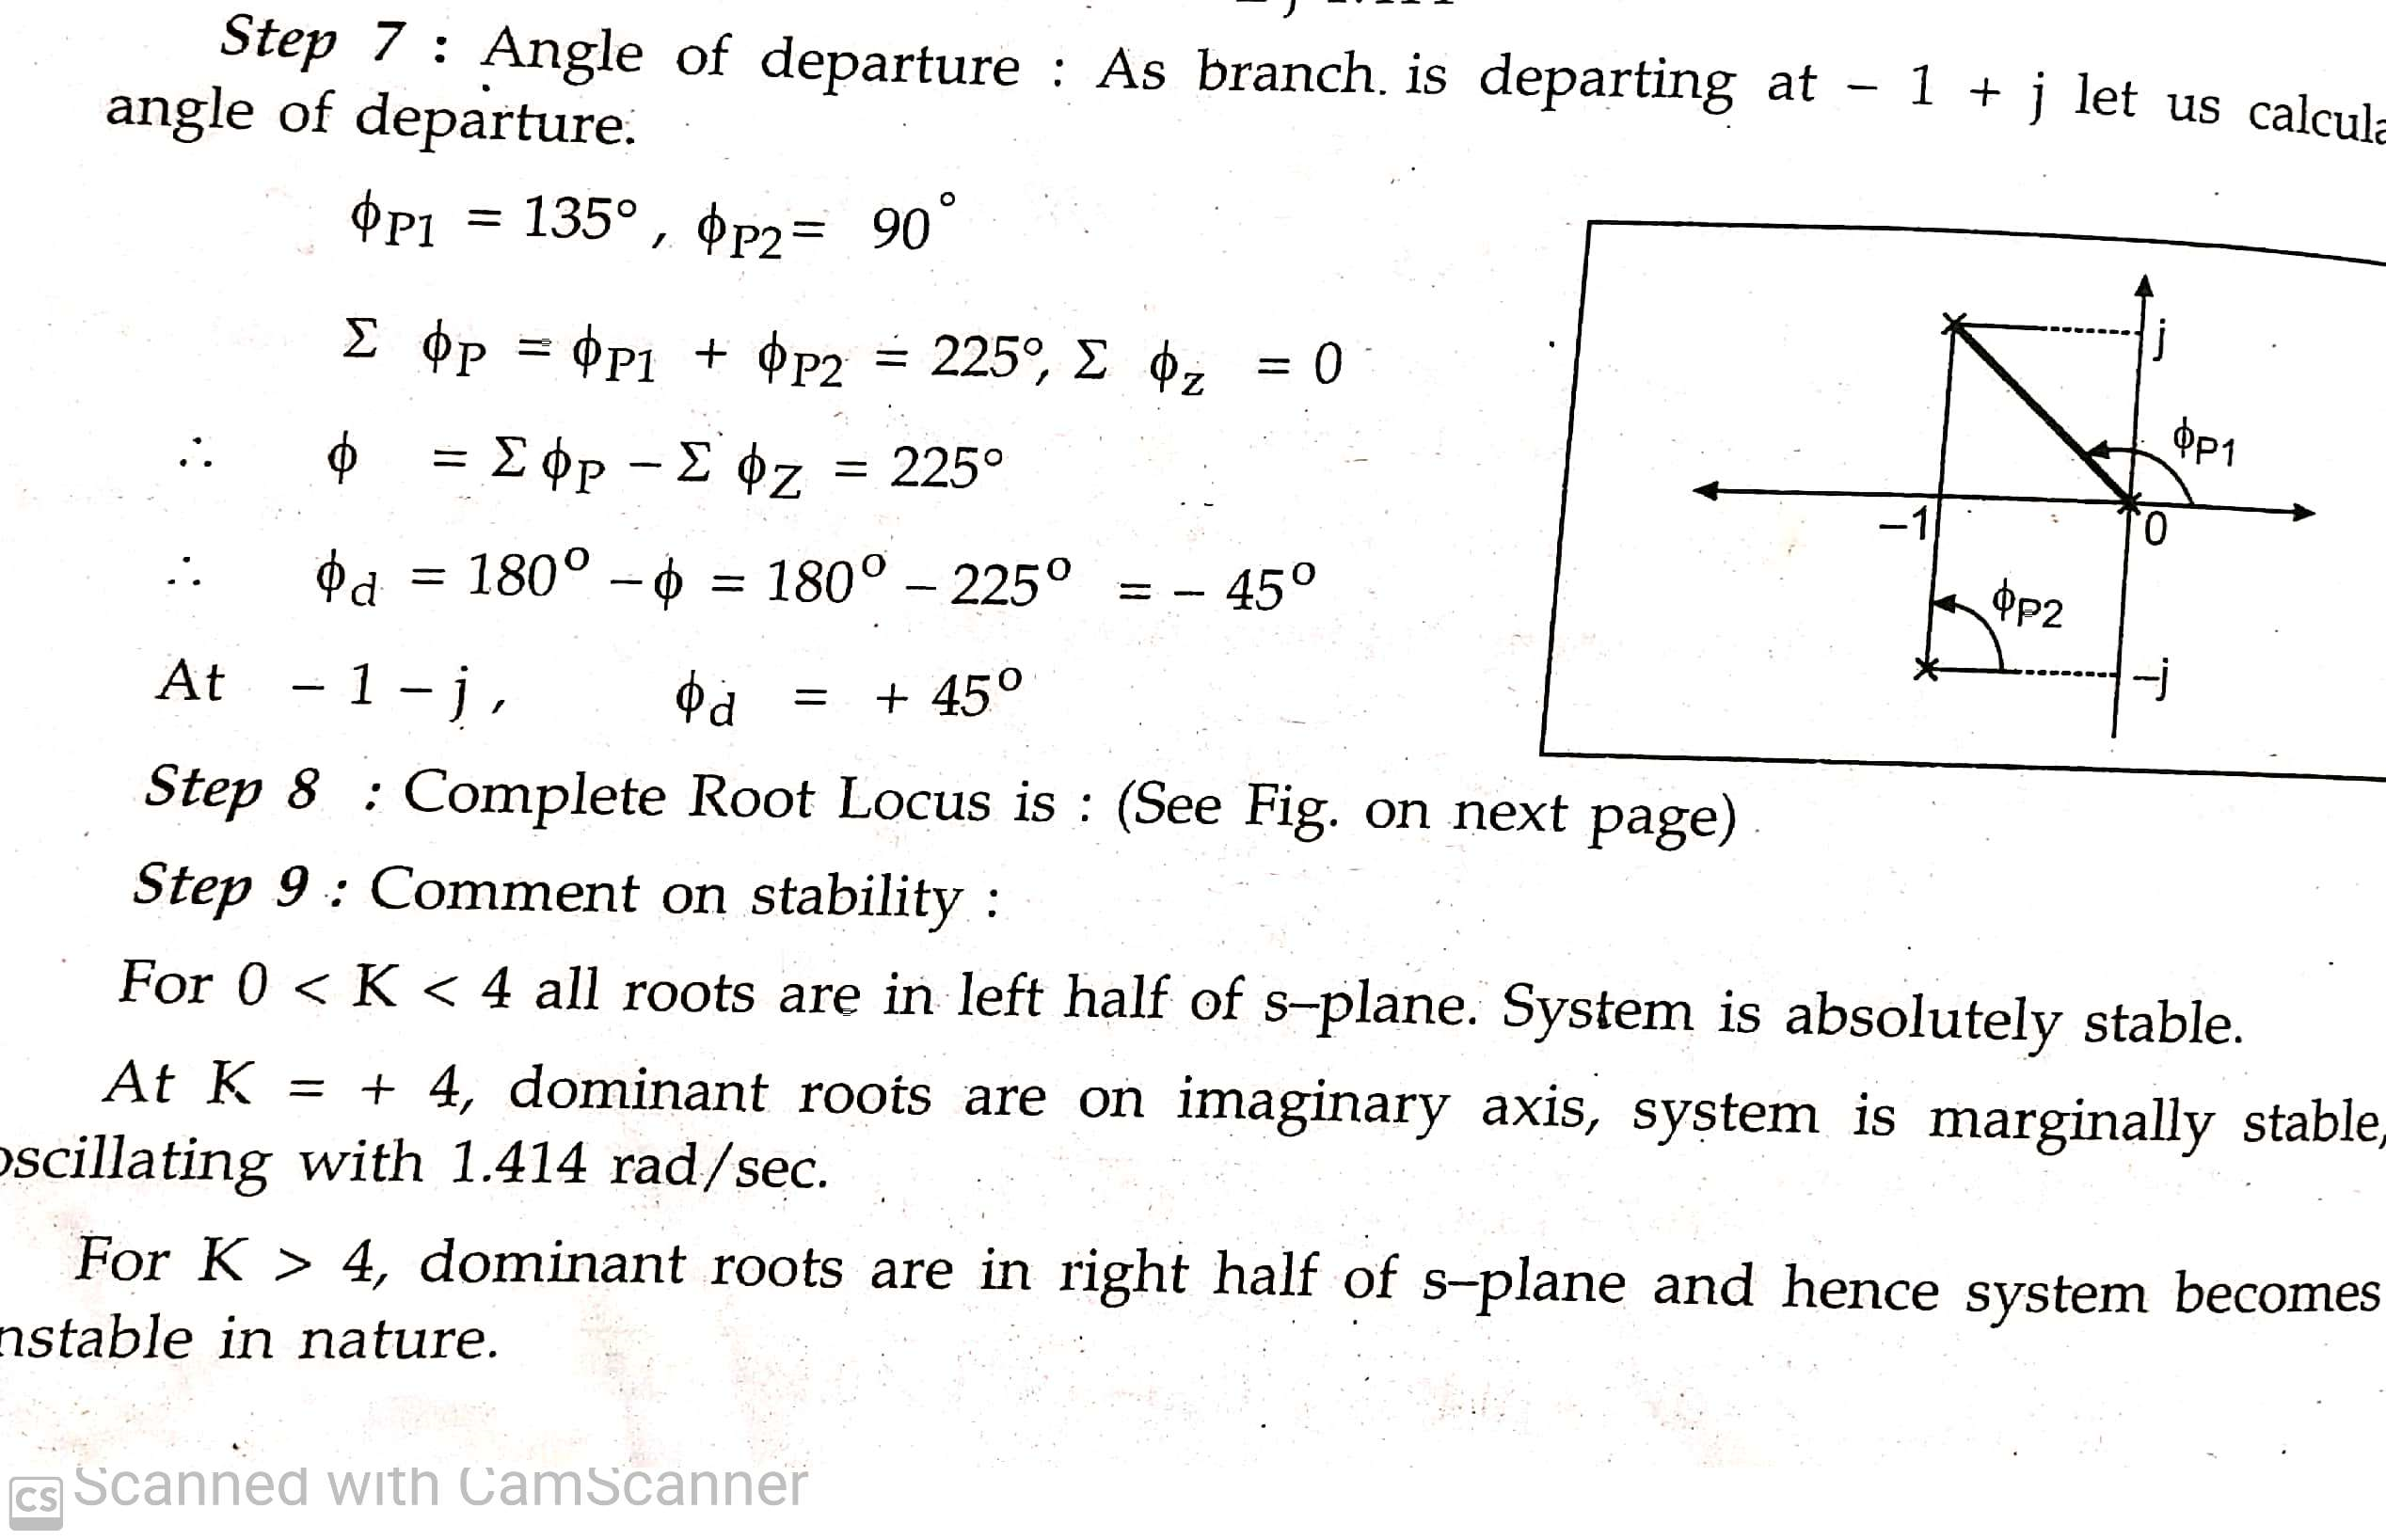 Step 7 : Angle of departure : As branch. is departing at – 1 + j let us
angle of departure.
ϕP1 = 135°, ϕP2 = 90°
Σ ϕP = ϕP1 + ϕP2 = 225°, Σ ϕz = 0
∴ ϕ = Σ ϕP – Σ ϕZ = 225°
∴ ϕd = 180° – ϕ = 180° – 225° = – 45°
At – 1 – j, ϕd = + 45°
j
ϕP1
–1
0
ϕP2
–j
Step 8 : Complete Root Locus is : (See Fig. on next page)
Step 9 : Comment on stability :
For 0 < K < 4 all roots are in left half of s–plane. System is absolutely stable.
At K = + 4, dominant roots are on imaginary axis, system is marginally stable,
oscillating with 1.414 rad/sec.
For K > 4, dominant roots are in right half of s–plane and hence system becomes
nstable in nature.
CS Scanned with CamScanner